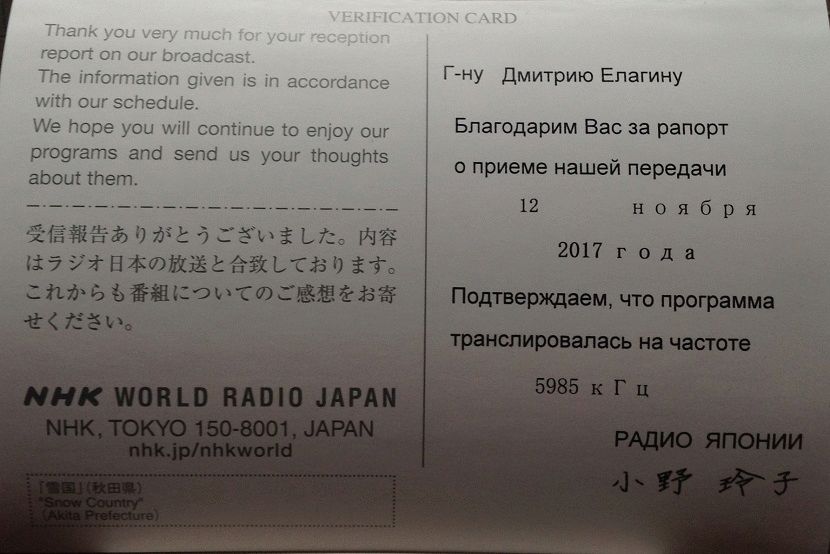 VERIFICATION CARD
Thank you very much for your reception
report on our broadcast.
The information given is in accordance
with our schedule.
We hope you will continue to enjoy our
programs and send us your thoughts
about them.
受信報告ありがとうございました。内容
はラジオ日本の放送と合致しております。
これからも番組についてのご感想をお寄
せください。
NHK WORLD RADIO JAPAN
NHK, TOKYO 150-8001, JAPAN
nhk.jp/nhkworld
「雪国」(秋田県)
"Snow Country"
(Akita Prefecture)
Г-ну Дмитрию Елагину
Благодарим Вас за рапорт
о приеме нашей передачи
12 ноября
2017 года
Подтверждаем, что программа
транслировалась на частоте
5985 кГц
РАДИО ЯПОНИИ
小野 玲子